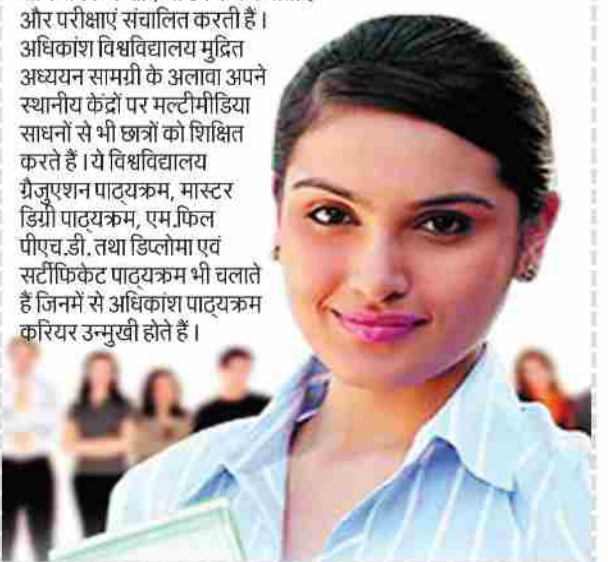 और परीक्षाएं संचालित करती हैं ।
अधिकांश विश्वविद्यालय मुद्रित
अध्ययन सामग्री के अलावा अपने
स्थानीय केंद्रों पर मल्टीमीडिया
साधनों से भी छात्रों को शिक्षित
करते हैं । ये विश्वविद्यालय
ग्रैजुएशन पाठ्यक्रम, मास्टर
डिग्री पाठ्यक्रम, एम.फिल
पीएच.डी. तथा डिप्लोमा एवं
सर्टीफिकेट पाठ्यक्रम भी चलाते
हैं जिनमें से अधिकांश पाठ्यक्रम
करियर उन्मुखी होते हैं ।